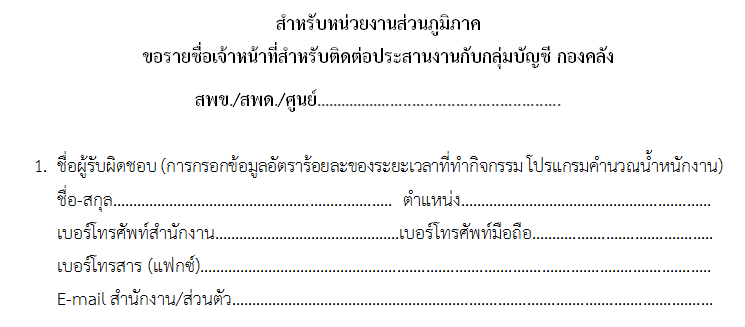 สำหรับหน่วยงานส่วนภูมิภาค
ขอรายชื่อเจ้าหน้าที่สำหรับติดต่อประสานงานกับกลุ่มบัญชี กองคลัง
สพข./สพด./ศูนย์............................................................
1. ชื่อผู้รับผิดชอบ (การกรอกข้อมูลอัตราร้อยละของระยะเวลาที่ทำกิจกรรม โปรแกรมคำนวณน้ำหนักงาน)
ชื่อ-สกุล..................................................................... ตำแหน่ง..............................................................
เบอร์โทรศัพท์สำนักงาน..............................................เบอร์โทรศัพท์มือถือ.............................................
เบอร์โทรสาร (แฟกซ์)................................................................................................................................
E-mail สำนักงาน/ส่วนตัว........................................................................................................................